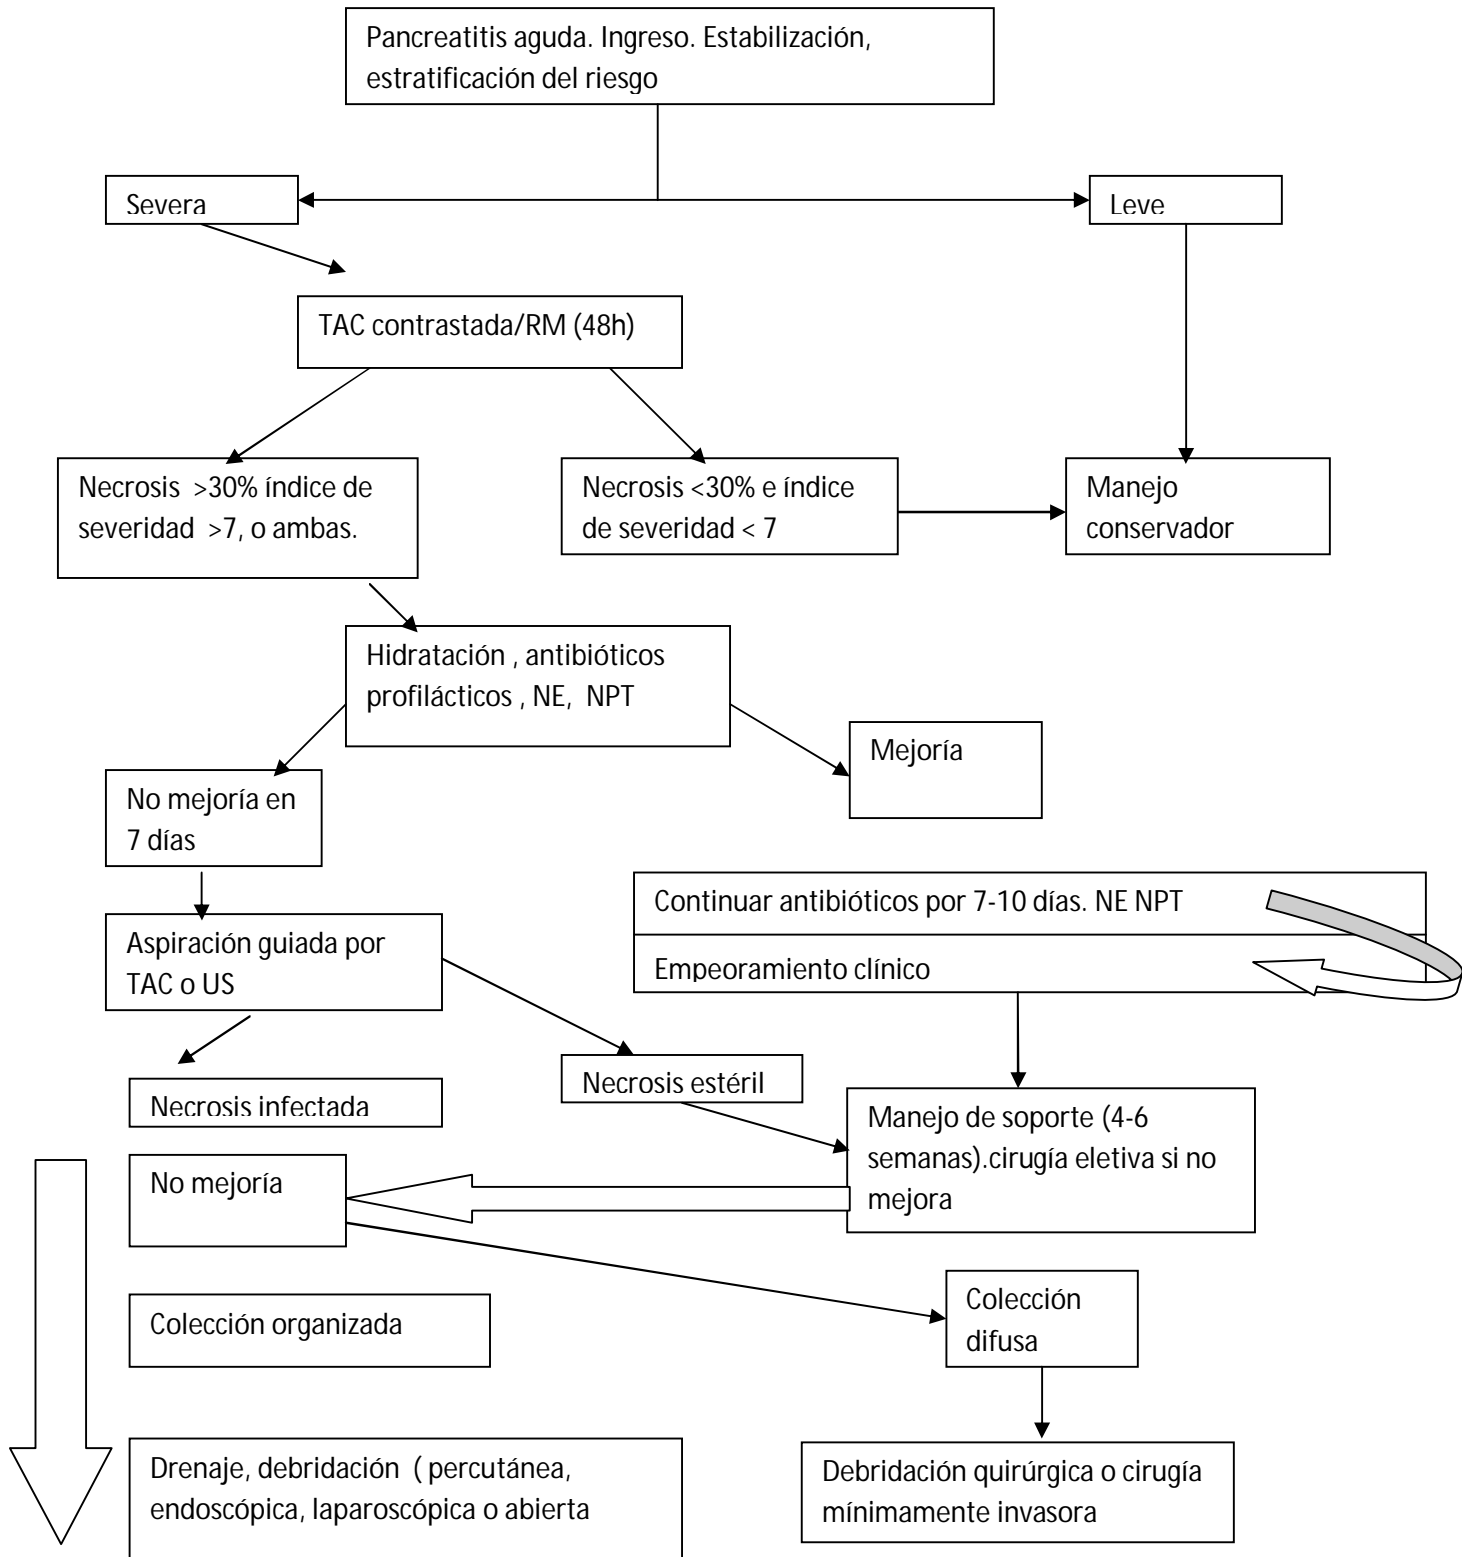 Pancreatitis aguda. Ingreso. Estabilización,
estratificación del riesgo
Severa
Leve
TAC contrastada/RM (48h)
Necrosis >30% índice de
severidad >7, o ambas.
Necrosis <30% e índice
de severidad < 7
Manejo
conservador
Hidratación , antibióticos
profilácticos , NE, NPT
Mejoría
No mejoría en
7 días
Continuar antibióticos por 7-10 días. NE NPT
Empeoramiento clínico
Aspiración guiada por
TAC o US
Necrosis estéril
Necrosis infectada
Manejo de soporte (4-6
semanas).cirugía eletiva si no
mejora
No mejoría
Colección
difusa
Colección organizada
Drenaje, debridación ( percutánea,
endoscópica, laparoscópica o abierta
Debridación quirúrgica o cirugía
mínimamente invasora